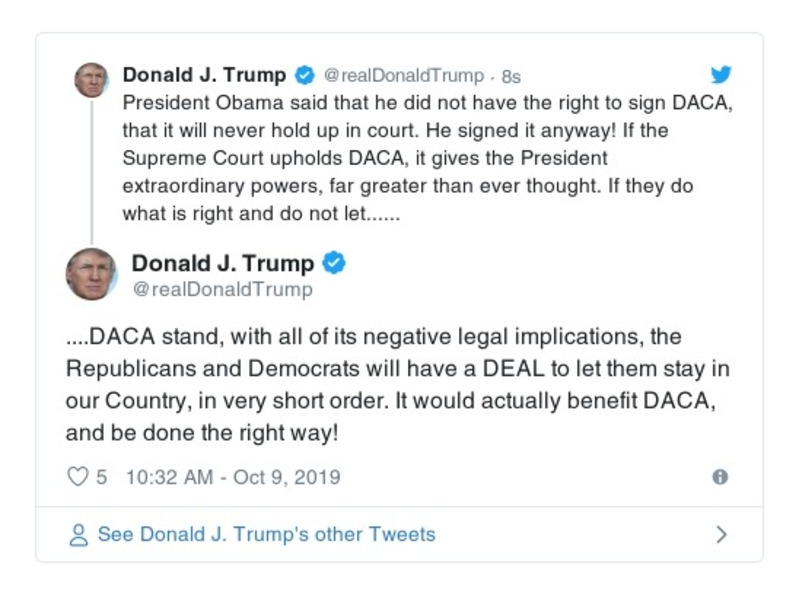 Donald J. Trump @realDonaldTrump · 8s
President Obama said that he did not have the right to sign DACA,
that it will never hold up in court. He signed it anyway! If the
Supreme Court upholds DACA, it gives the President
extraordinary powers, far greater than ever thought. If they do
what is right and do not let......
Donald J. Trump
@realDonaldTrump
....DACA stand, with all of its negative legal implications, the
Republicans and Democrats will have a DEAL to let them stay in
our Country, in very short order. It would actually benefit DACA,
and be done the right way!
5 10:32 AM - Oct 9, 2019
See Donald J. Trump's other Tweets